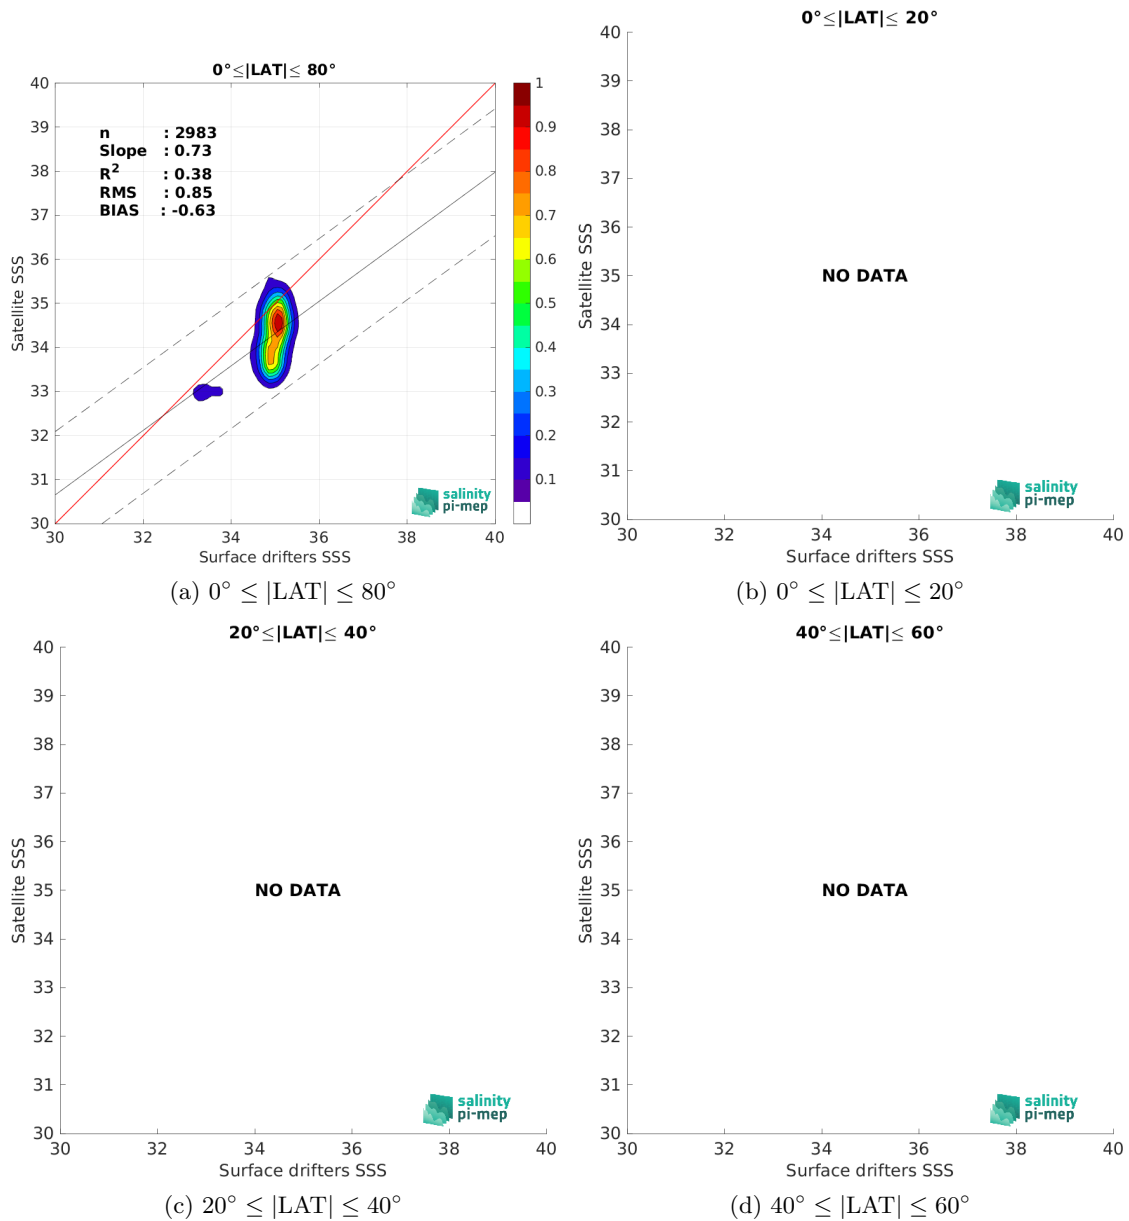 0°≤|LAT|≤ 80°
40
39
38
37
36
35
34
33
32
31
30
Satellite SSS
n : 2983
Slope : 0.73
R² : 0.38
RMS : 0.85
BIAS : -0.63
salinity
pi-mep
30 32 34 36 38 40
Surface drifters SSS
1
0.9
0.8
0.7
0.6
0.5
0.4
0.3
0.2
0.1
(a) 0° ≤ |LAT| ≤ 80°
0°≤|LAT|≤ 20°
40
39
38
37
36
35
34
33
32
31
30
Satellite SSS
NO DATA
salinity
pi-mep
30 32 34 36 38 40
Surface drifters SSS
(b) 0° ≤ |LAT| ≤ 20°
20°≤|LAT|≤ 40°
40
39
38
37
36
35
34
33
32
31
30
Satellite SSS
NO DATA
salinity
pi-mep
30 32 34 36 38 40
Surface drifters SSS
(c) 20° ≤ |LAT| ≤ 40°
40°≤|LAT|≤ 60°
40
39
38
37
36
35
34
33
32
31
30
Satellite SSS
NO DATA
salinity
pi-mep
30 32 34 36 38 40
Surface drifters SSS
(d) 40° ≤ |LAT| ≤ 60°